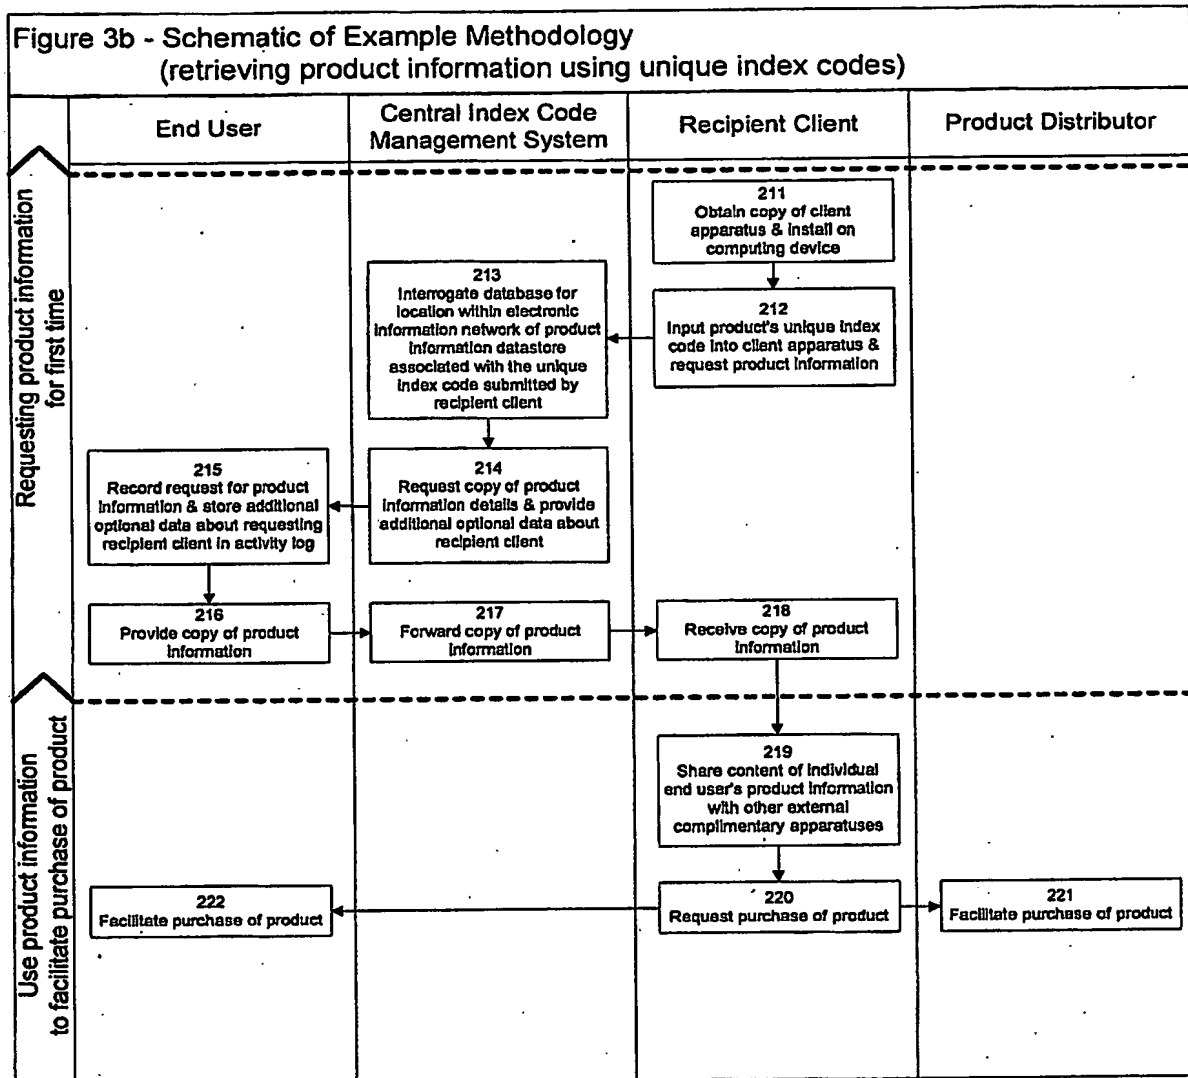 Figure 3b - Schematic of Example Methodology
(retrieving product information using unique index codes)
End User
Central Index Code
Management System
Recipient Client
Product Distributor
Requesting product information
for first time
211
Obtain copy of client
apparatus & install on
computing device
212
Input product's unique index
code into client apparatus &
request product information
213
Interrogate database for
location within electronic
information network of product
information datastore
associated with the unique
index code submitted by
recipient client
214
Request copy of product
information details & provide
additional optional data about
recipient client
215
Record request for product
information & store additional
optional data about requesting
recipient client in activity log
216
Provide copy of product
information
217
Forward copy of product
information
218
Receive copy of product
information
Use product information
to facilitate purchase of product
219
Share content of individual
end user's product information
with other external
complimentary apparatuses
220
Request purchase of product
221
Facilitate purchase of product
222
Facilitate purchase of product